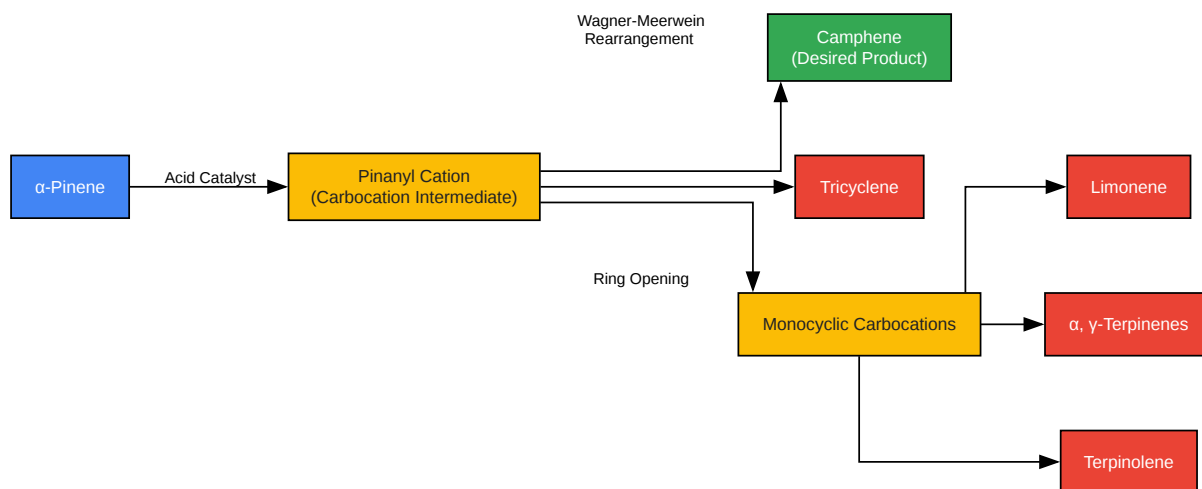 Wagner-Meerwein
Rearrangement
Camphene
(Desired Product)
α-Pinene
Acid Catalyst
Pinanyl Cation
(Carbocation Intermediate)
Tricyclene
Limonene
Ring Opening
Monocyclic Carbocations
α, γ-Terpinenes
Terpinolene